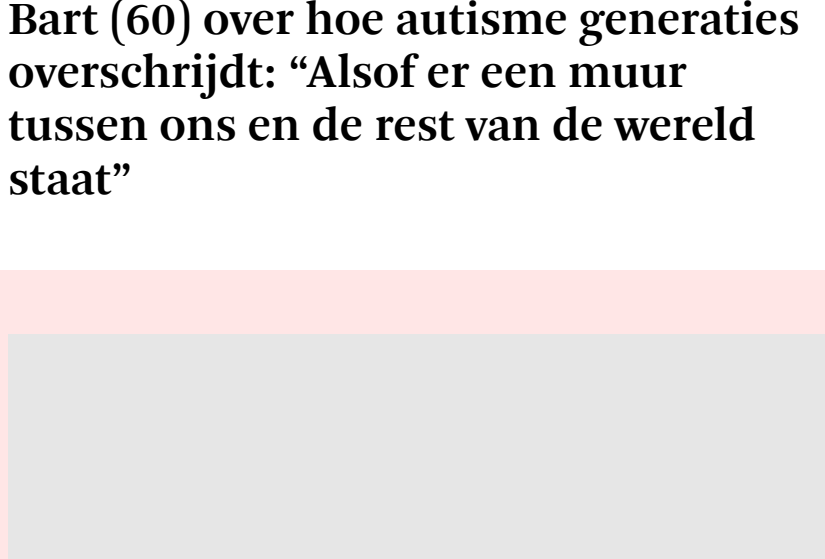 Bart (60) over hoe autisme generaties
overschrijdt: “Alsof er een muur
tussen ons en de rest van de wereld
staat”